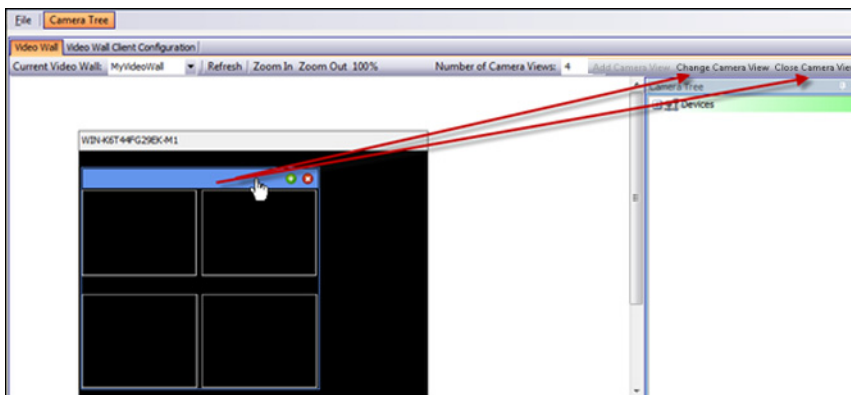 File Camera Tree
Video Wall Video Wall Client Configuration
Current Video Wall: MyVideoWall Refresh Zoom In Zoom Out 100% Number of Camera Views: 4 Add Camera View Change Camera View Close Camera Vie
Camera Tree
Devices
WIN-K6T44FG29EK-M1